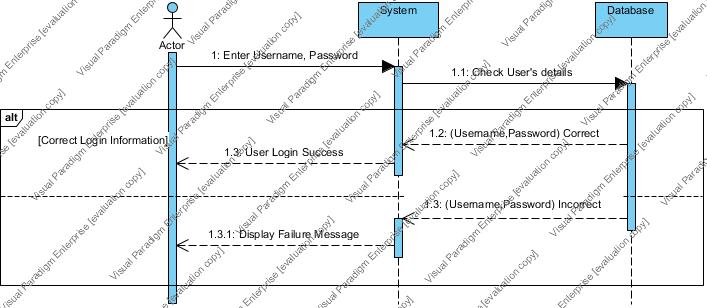 System
Database
Actor
1: Enter Username, Password
1.1: Check User's details
alt
[Correct Login Information]
1.2: (Username,Password) Correct
1.3: User Login Success
1.3: (Username,Password) Incorrect
1.3.1: Display Failure Message
Visual Paradigm Enterprise [evaluation copy]